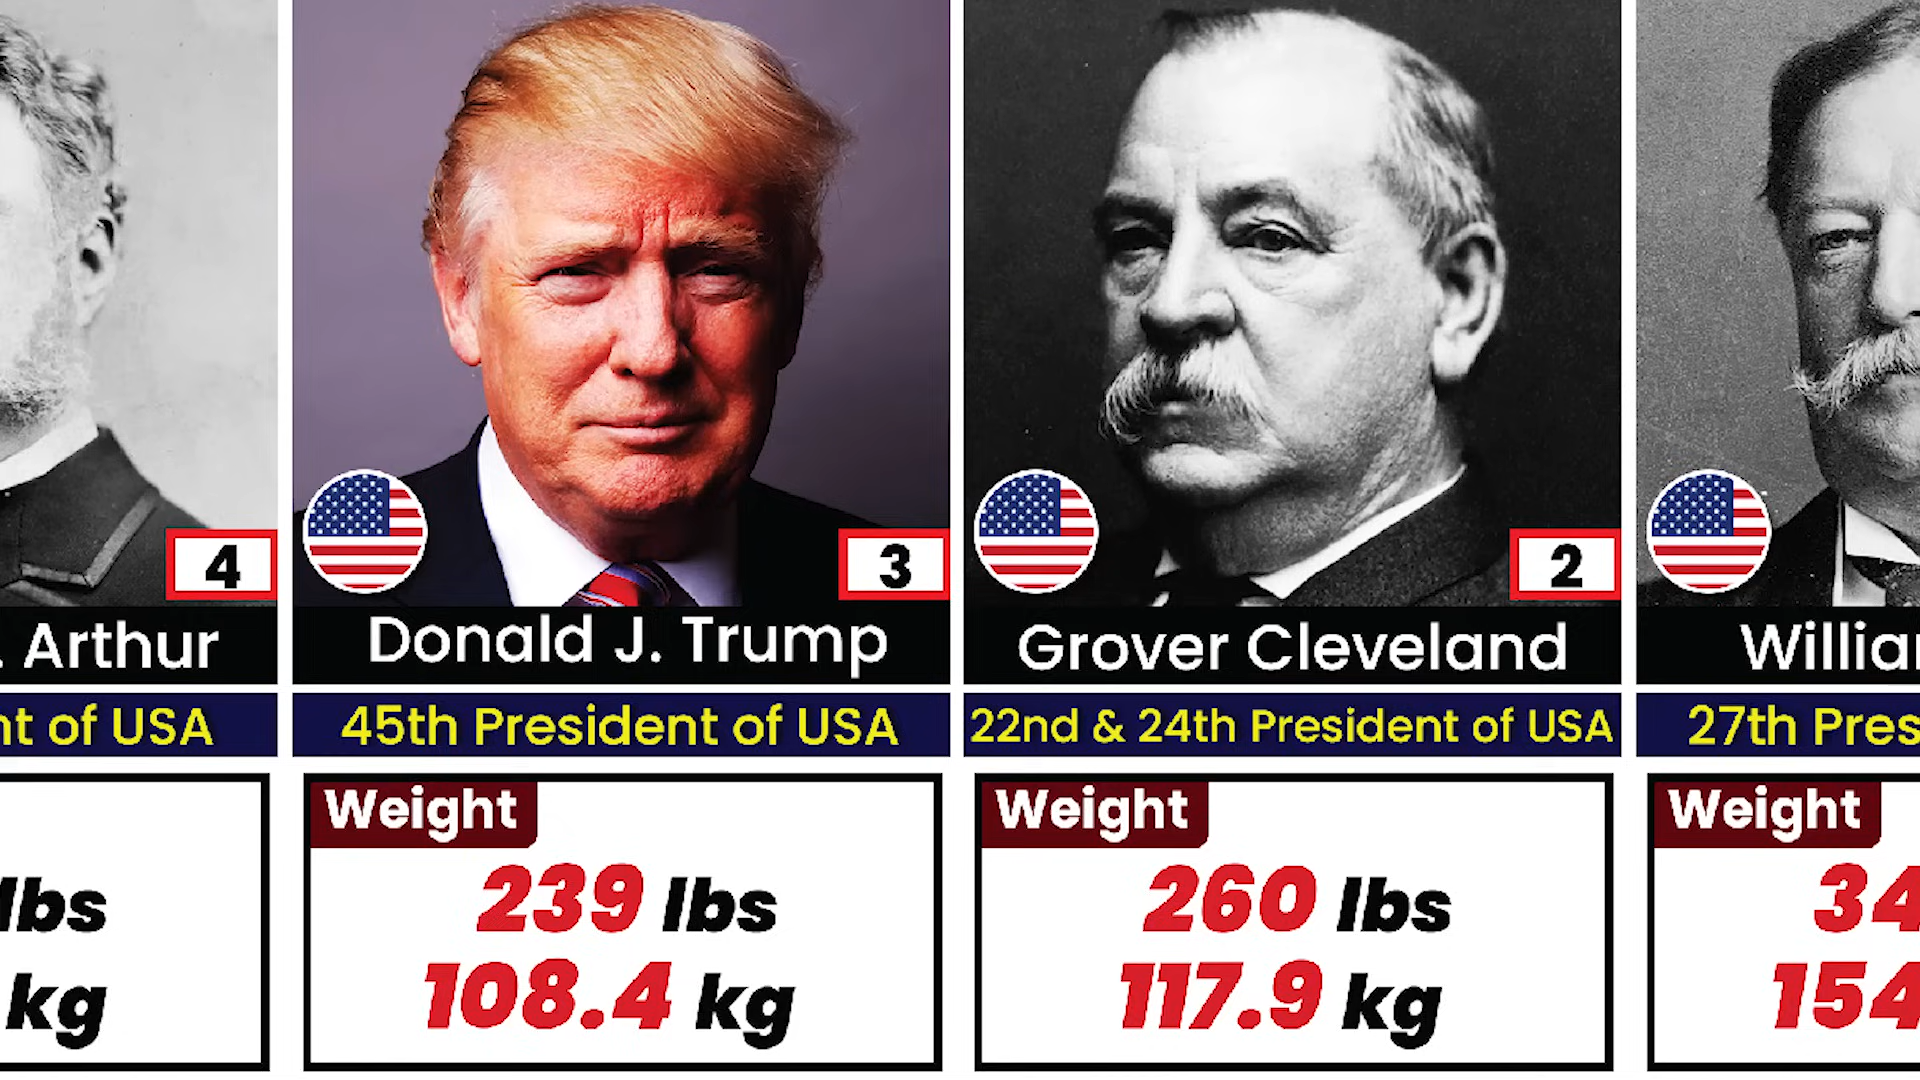 4
. Arthur
nt of USA
lbs
kg
3
Donald J. Trump
45th President of USA
Weight
239 lbs
108.4 kg
2
Grover Cleveland
22nd & 24th President of USA
Weight
260 lbs
117.9 kg
Willia
27th Pres
Weight
34
154